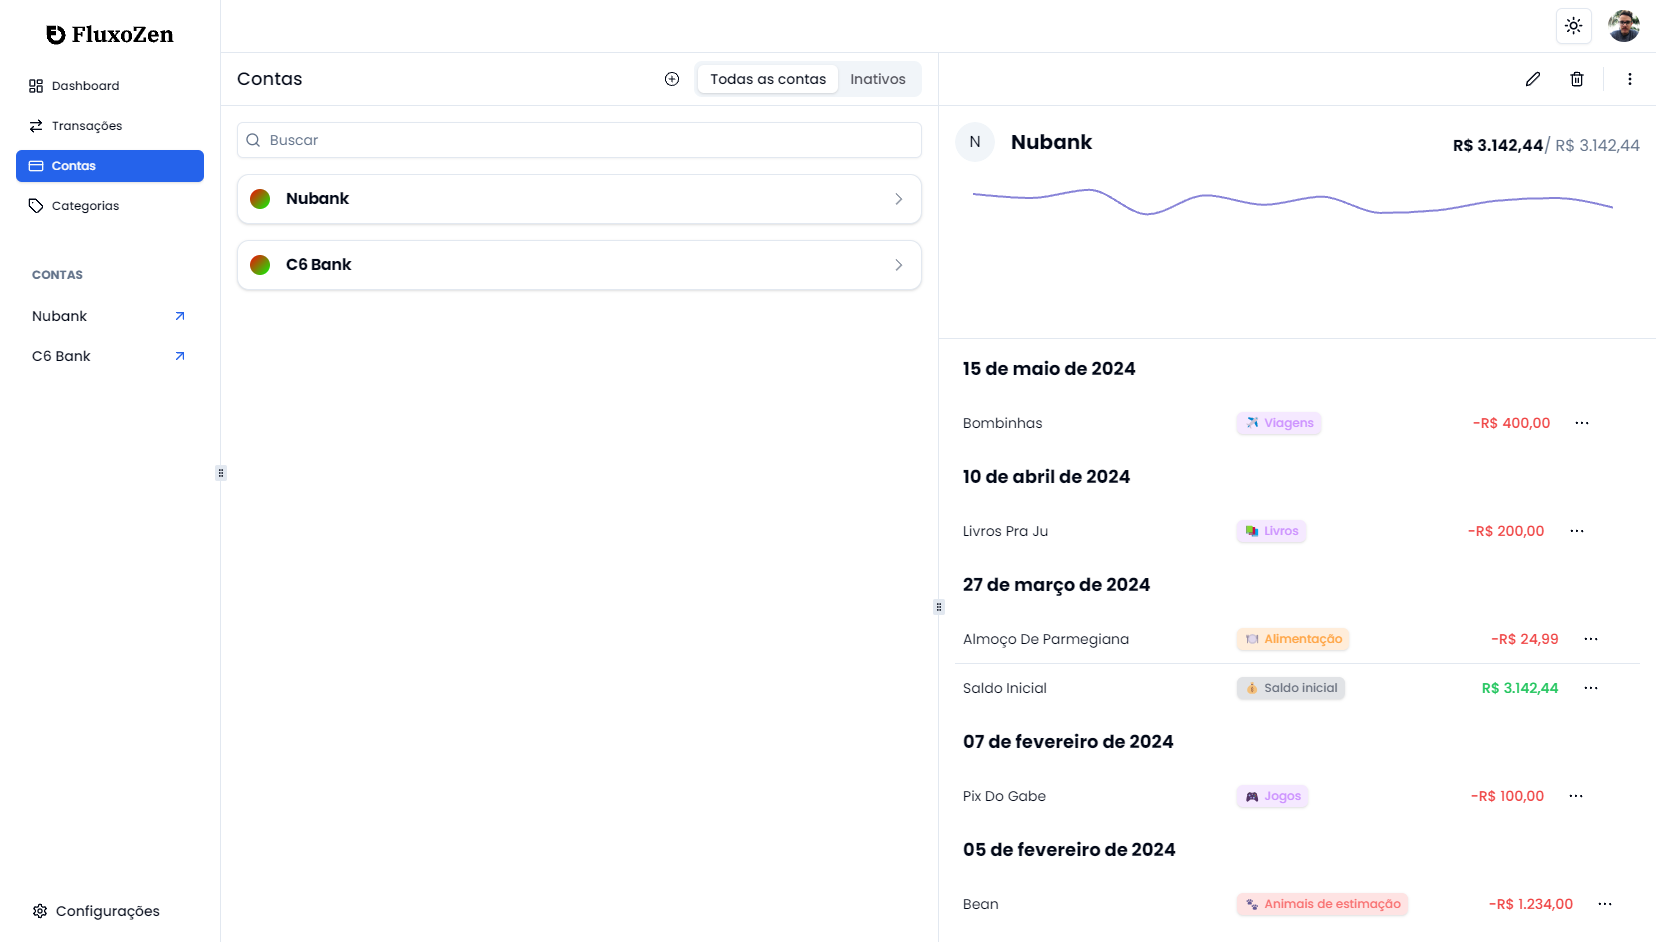 FluxoZen
Dashboard
Transações
Contas
Categorias
CONTAS
Nubank
C6 Bank
Configurações
Contas
Todas as contas
Inativos
Buscar
Nubank
C6 Bank
N
Nubank
R$ 3.142,44/ R$ 3.142,44
15 de maio de 2024
Bombinhas Viagens -R$ 400,00
10 de abril de 2024
Livros Pra Ju Livros -R$ 200,00
27 de março de 2024
Almoço De Parmegiana Alimentação -R$ 24,99
Saldo Inicial Saldo inicial R$ 3.142,44
07 de fevereiro de 2024
Pix Do Gabe Jogos -R$ 100,00
05 de fevereiro de 2024
Bean Animais de estimação -R$ 1.234,00